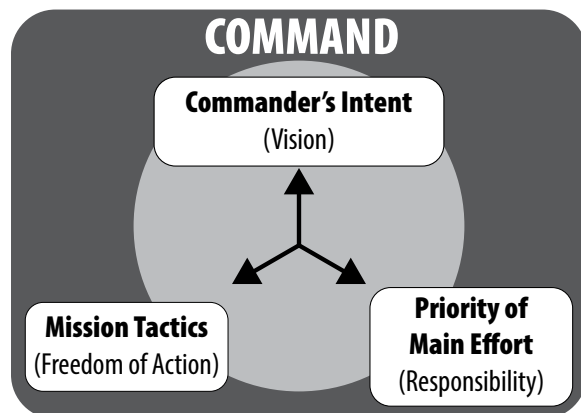 COMMAND
Commander’s Intent
(Vision)
Mission Tactics
(Freedom of Action)
Priority of
Main Effort
(Responsibility)